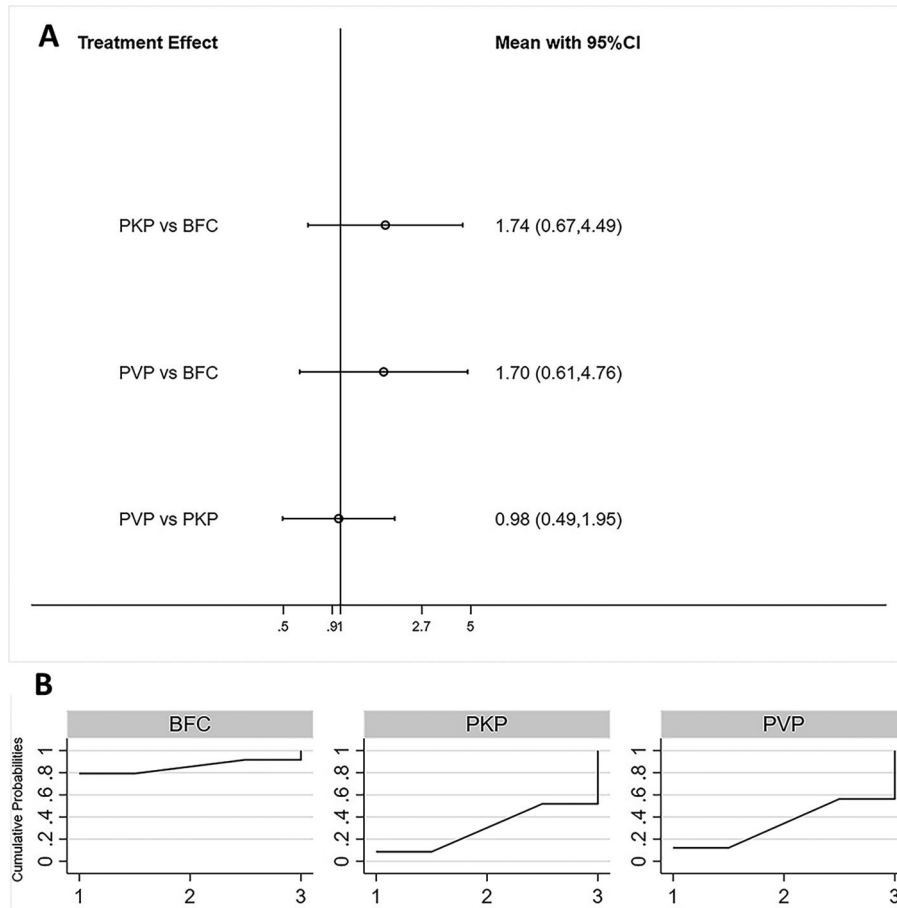 A Treatment Effect Mean with 95%CI
PKP vs BFC 1.74 (0.67,4.49)
PVP vs BFC 1.70 (0.61,4.76)
PVP vs PKP 0.98 (0.49,1.95)
.5 .91 2.7 5
B
BFC PKP PVP
Cumulative Probabilities
0 .2 .4 .6 .8 1
0 .2 .4 .6 .8 1
0 .2 .4 .6 .8 1
1 2 3 1 2 3 1 2 3